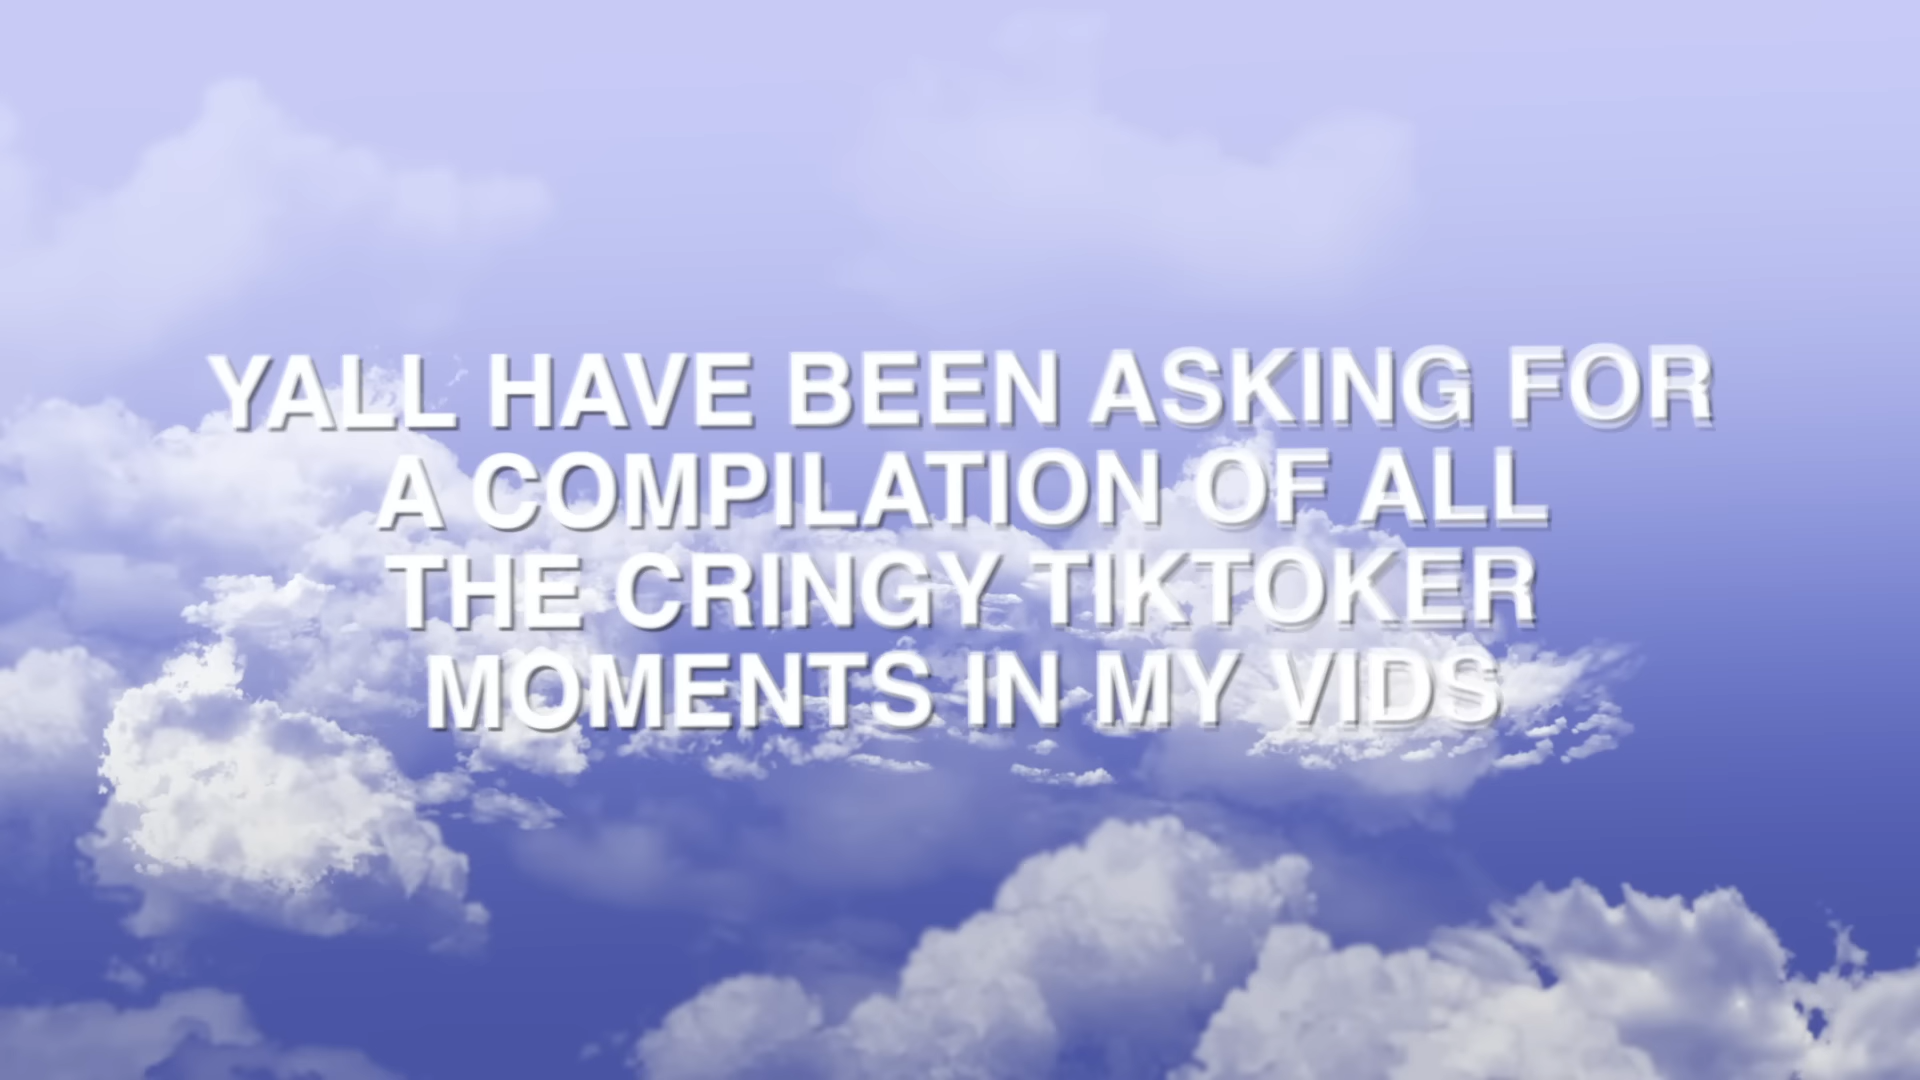 YALL HAVE BEEN ASKING FOR
A COMPILATION OF ALL
THE CRINGY TIKTOKER
MOMENTS IN MY VIDS